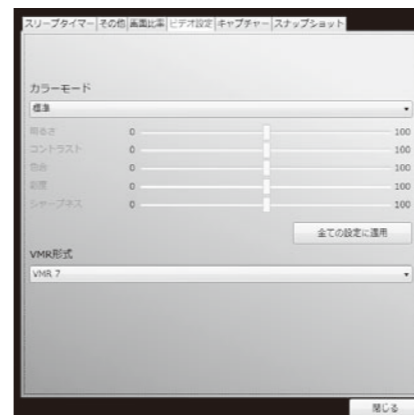 スリープタイマー その他 画面比率 ビデオ設定 キャプチャー スナップショット
カラーモード
標準
明るさ 0 100
コントラスト 0 100
色合 0 100
彩度 0 100
シャープネス 0 100
全ての設定に適用
VMR形式
VMR 7
閉じる